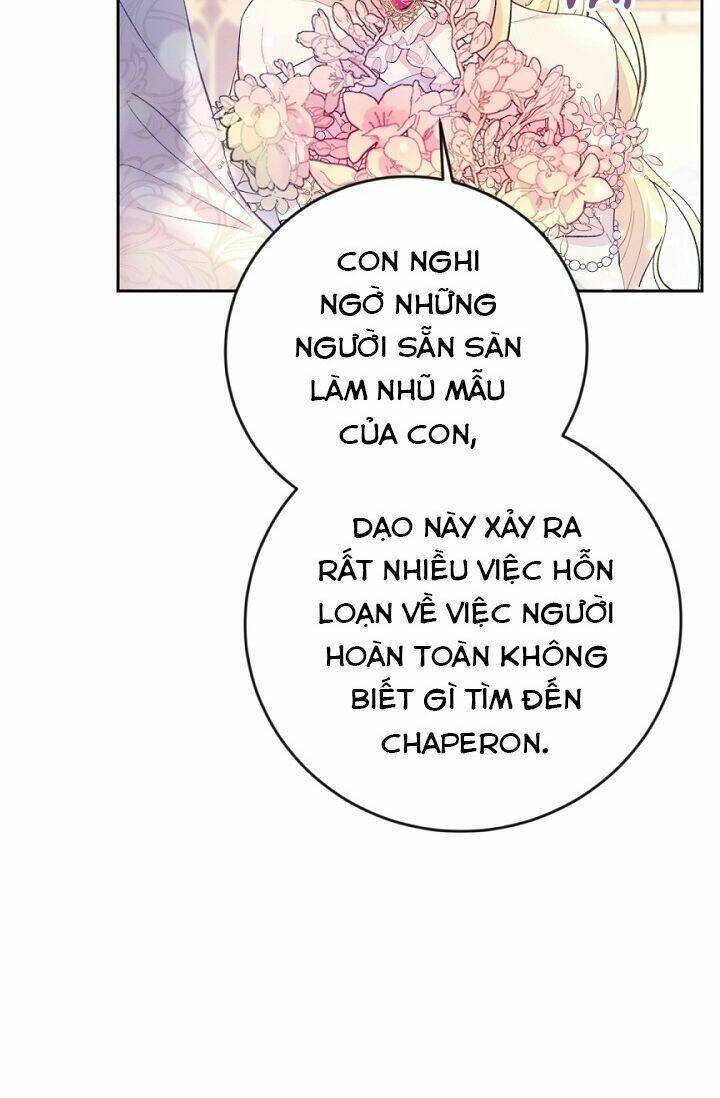 CON NGHI
NGỜ NHỮNG
NGƯỜI SẴN SÀN
LÀM NHŨ MẪU
CỦA CON,
DẠO NÀY XẢY RA
RẤT NHIỀU VIỆC HỖN
LOẠN VỀ VIỆC NGƯỜI
HOÀN TOÀN KHÔNG
BIẾT GÌ TÌM ĐẾN
CHAPERON.